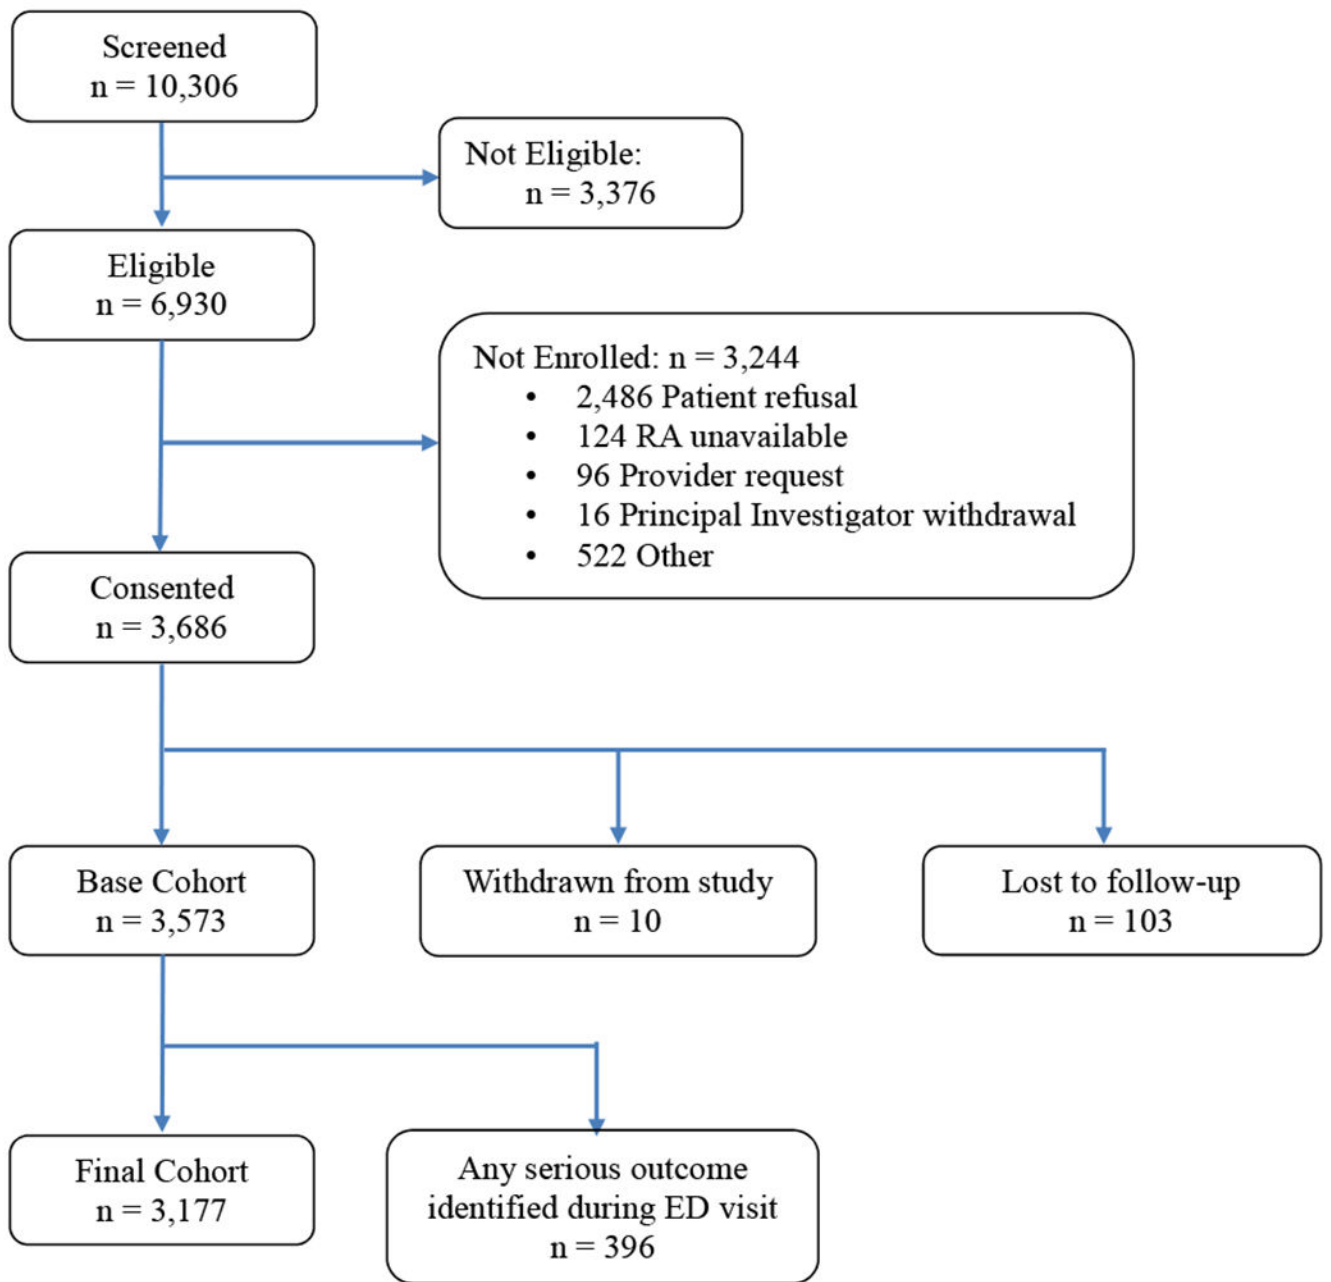 Screened
n = 10,306
Not Eligible:
n = 3,376
Eligible
n = 6,930
Not Enrolled: n = 3,244
• 2,486 Patient refusal
• 124 RA unavailable
• 96 Provider request
• 16 Principal Investigator withdrawal
• 522 Other
Consented
n = 3,686
Base Cohort
n = 3,573
Withdrawn from study
n = 10
Lost to follow-up
n = 103
Final Cohort
n = 3,177
Any serious outcome
identified during ED visit
n = 396